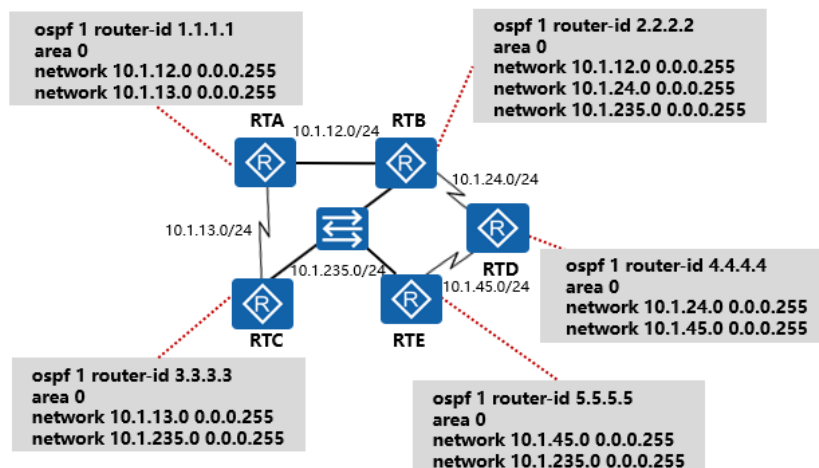 ospf 1 router-id 1.1.1.1
area 0
network 10.1.12.0 0.0.0.255
network 10.1.13.0 0.0.0.255
ospf 1 router-id 2.2.2.2
area 0
network 10.1.12.0 0.0.0.255
network 10.1.24.0 0.0.0.255
network 10.1.235.0 0.0.0.255
RTA
10.1.12.0/24
RTB
R
R
10.1.24.0/24
10.1.13.0/24
R
RTD
10.1.235.0/24
10.1.45.0/24
R
RTC
R
RTE
ospf 1 router-id 4.4.4.4
area 0
network 10.1.24.0 0.0.0.255
network 10.1.45.0 0.0.0.255
ospf 1 router-id 3.3.3.3
area 0
network 10.1.13.0 0.0.0.255
network 10.1.235.0 0.0.0.255
ospf 1 router-id 5.5.5.5
area 0
network 10.1.45.0 0.0.0.255
network 10.1.235.0 0.0.0.255